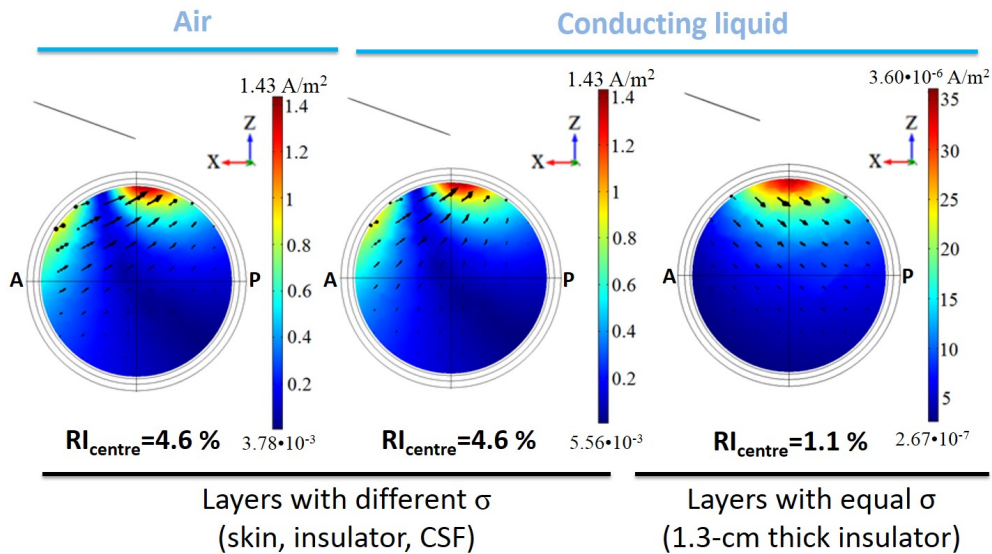 Air
Conducting liquid
1.43 A/m²
1.4
1.2
1
0.8
0.6
0.4
0.2
3.78•10⁻³
Z
X
A
P
RIcentre=4.6 %
1.43 A/m²
1.4
1.2
1
0.8
0.6
0.4
0.2
5.56•10⁻³
Z
X
A
P
RIcentre=4.6 %
3.60•10⁻⁶ A/m²
35
30
25
20
15
10
5
2.67•10⁻⁷
Z
X
A
P
RIcentre=1.1 %
Layers with different σ
(skin, insulator, CSF)
Layers with equal σ
(1.3-cm thick insulator)